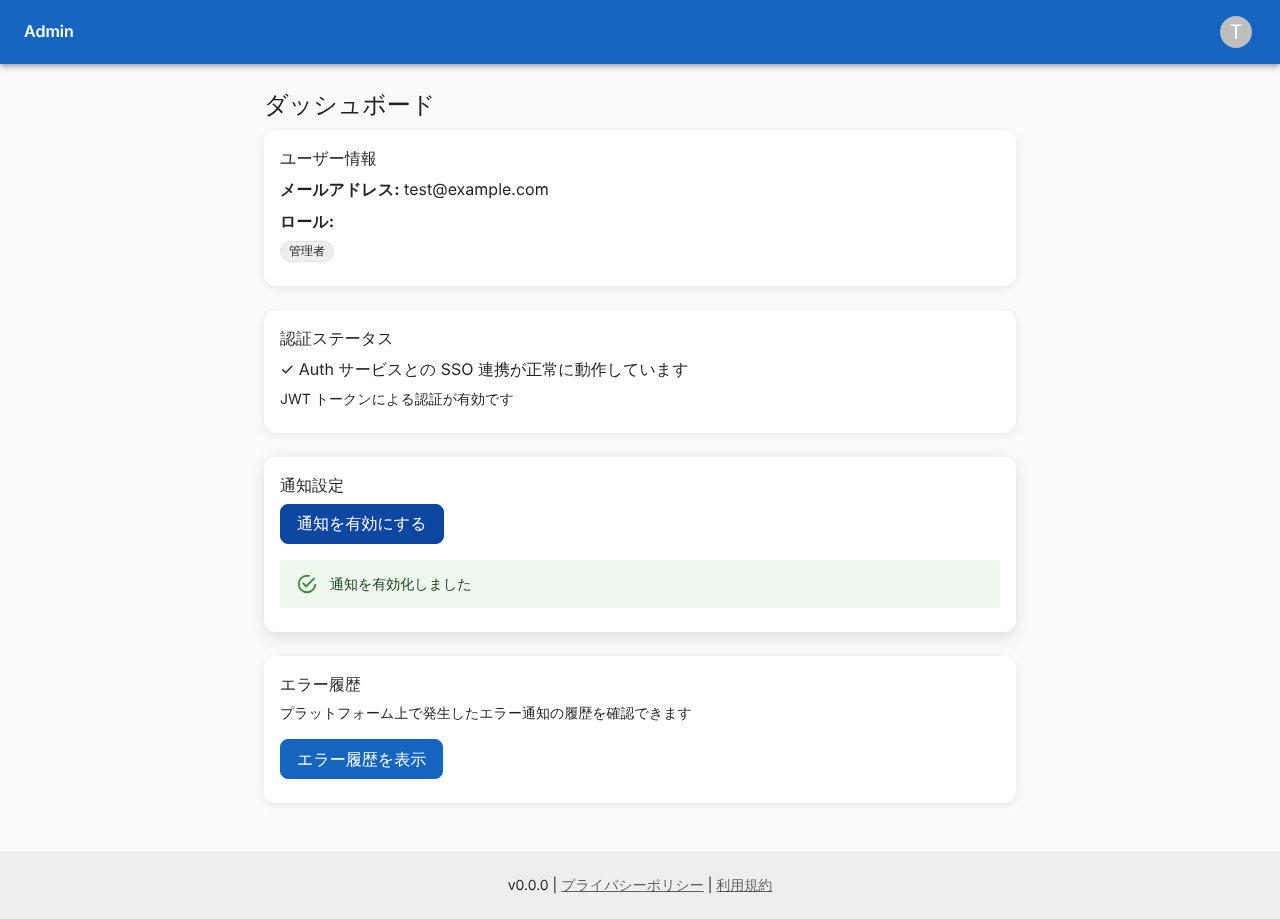 Admin
T
ダッシュボード
ユーザー情報
メールアドレス: test@example.com
ロール:
管理者
認証ステータス
✓ Auth サービスとの SSO 連携が正常に動作しています
JWT トークンによる認証が有効です
通知設定
通知を有効にする
通知を有効化しました
エラー履歴
プラットフォーム上で発生したエラー通知の履歴を確認できます
エラー履歴を表示
v0.0.0 | プライバシーポリシー | 利用規約